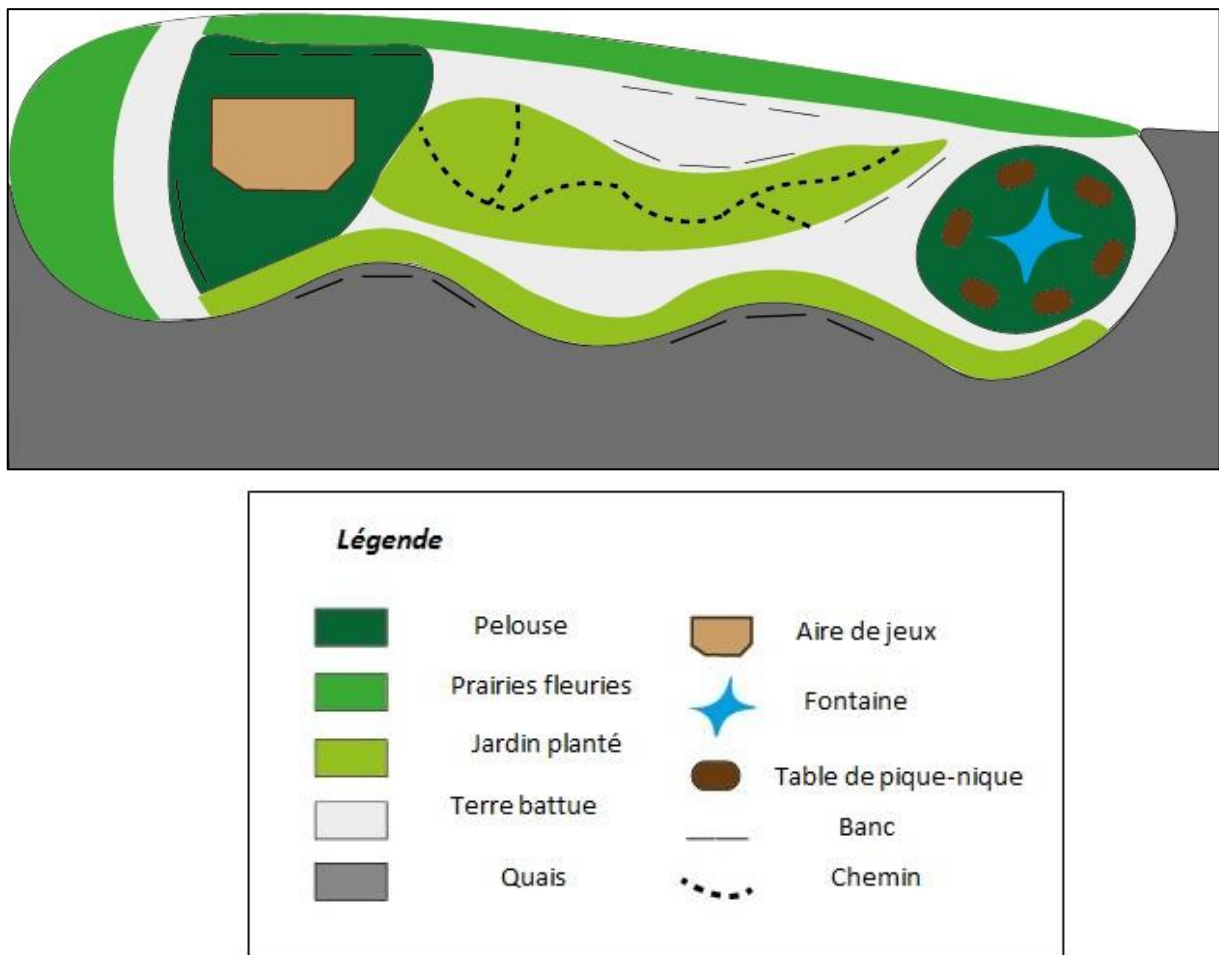 Légende
Pelouse
Prairies fleuries
Jardin planté
Terre battue
Quais
Aire de jeux
Fontaine
Table de pique-nique
Banc
Chemin